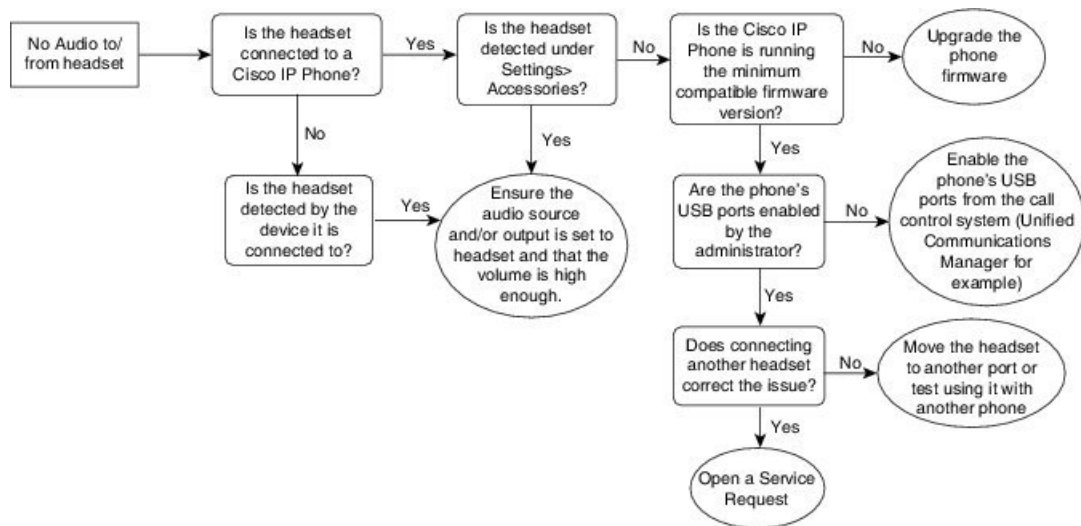 No Audio to/
from headset
Is the headset
connected to a
Cisco IP Phone?
Yes
Is the headset
detected under
Settings>
Accessories?
No
Is the Cisco IP
Phone is running
the minimum
compatible firmware
version?
No
Upgrade the
phone
firmware
No
Yes
Yes
Is the headset
detected by the
device it is
connected to?
Yes
Ensure the
audio source
and/or output is set to
headset and that the
volume is high
enough.
Are the phone's
USB ports enabled
by the
administrator?
No
Enable the
phone's USB
ports from the call
control system (Unified
Communications
Manager for
example)
Yes
Does connecting
another headset
correct the issue?
No
Move the headset
to another port or
test using it with
another phone
Yes
Open a Service
Request